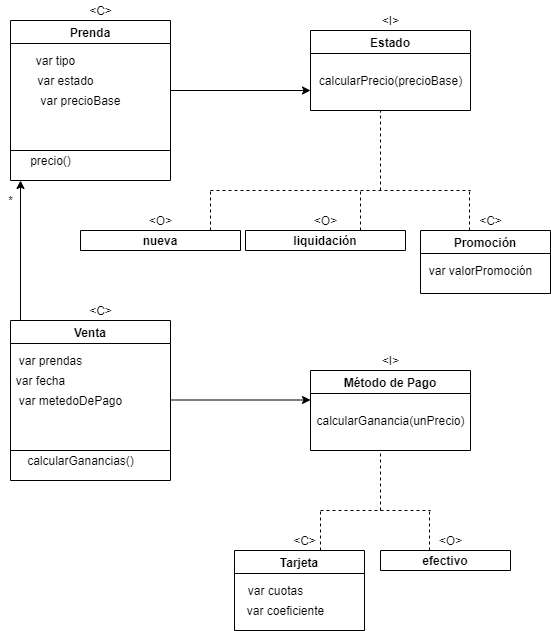 <C>
Prenda
var tipo
var estado
var precioBase
precio()
<I>
Estado
calcularPrecio(precioBase)
<O>
nueva
<O>
liquidación
<C>
Promoción
var valorPromoción
*
<C>
Venta
var prendas
var fecha
var metedoDePago
calcularGanancias()
<I>
Método de Pago
calcularGanancia(unPrecio)
<C>
Tarjeta
var cuotas
var coeficiente
<O>
efectivo